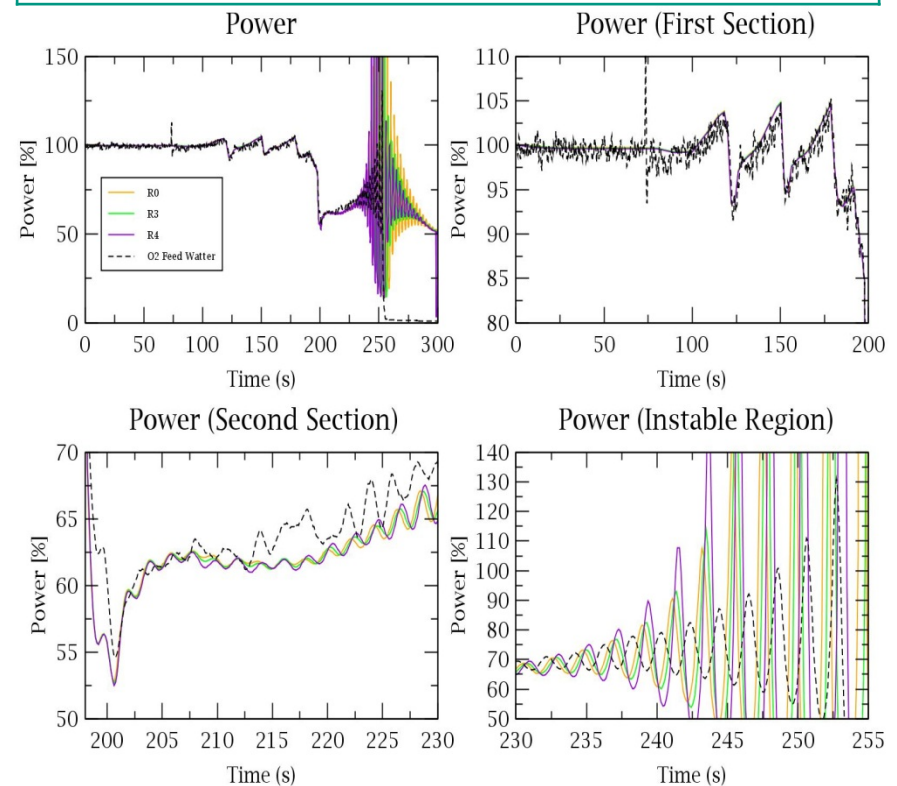 Power
Power (First Section)
150
100
50
0
Power [%]
R0
R3
R4
O2 Feed Watter
0 50 100 150 200 250 300
Time (s)
110
105
100
95
90
85
80
Power [%]
0 50 100 150 200
Time (s)
Power (Second Section)
Power (Instable Region)
70
65
60
55
50
Power [%]
200 205 210 215 220 225 230
Time (s)
140
130
120
110
100
90
80
70
60
50
Power [%]
230 235 240 245 250 255
Time (s)